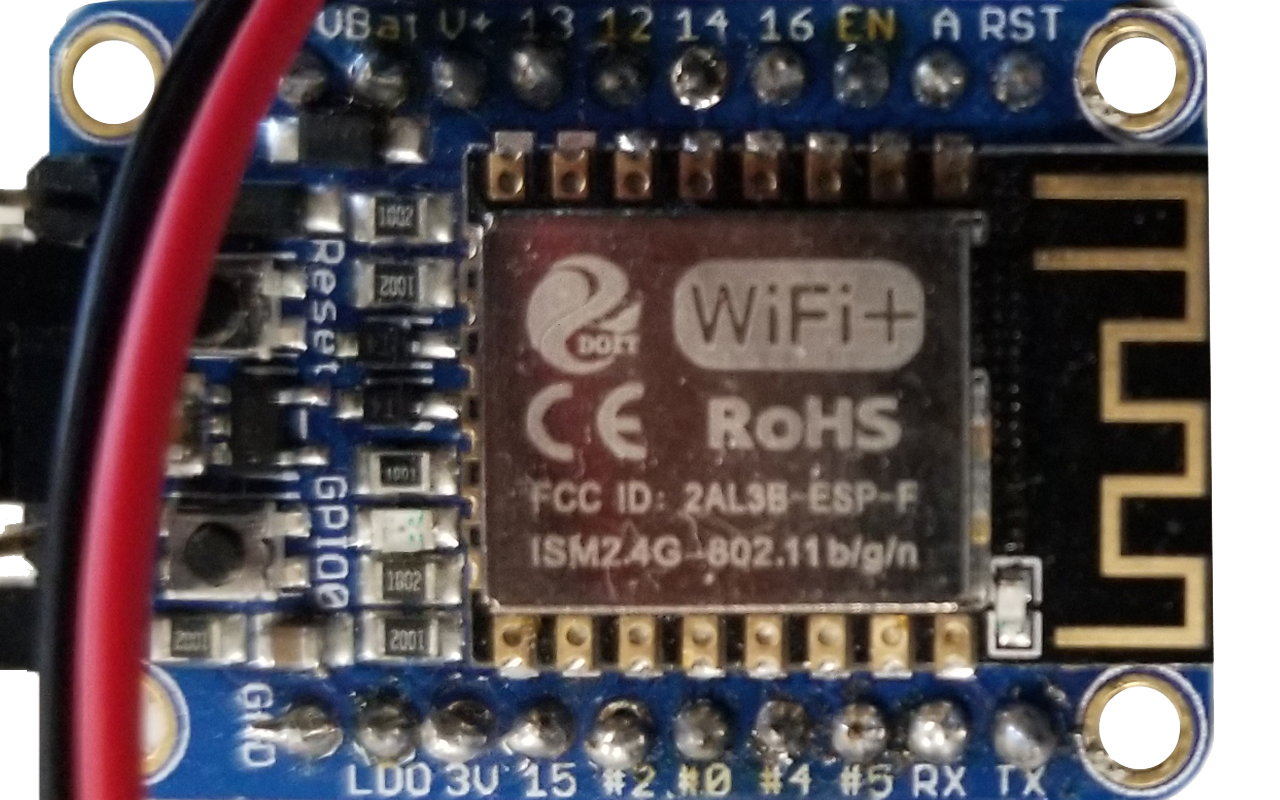 VBat V+ 13 12 14 16 EN A RST
1002
2001
Reset
1001
GPIO0
1002
2001
2001
DOIT
WiFi+
CE RoHS
FCC ID: 2AL3B-ESP-F
ISM2.4G 802.11b/g/n
GND
LDO 3V 15 #2 #0 #4 #5 RX TX